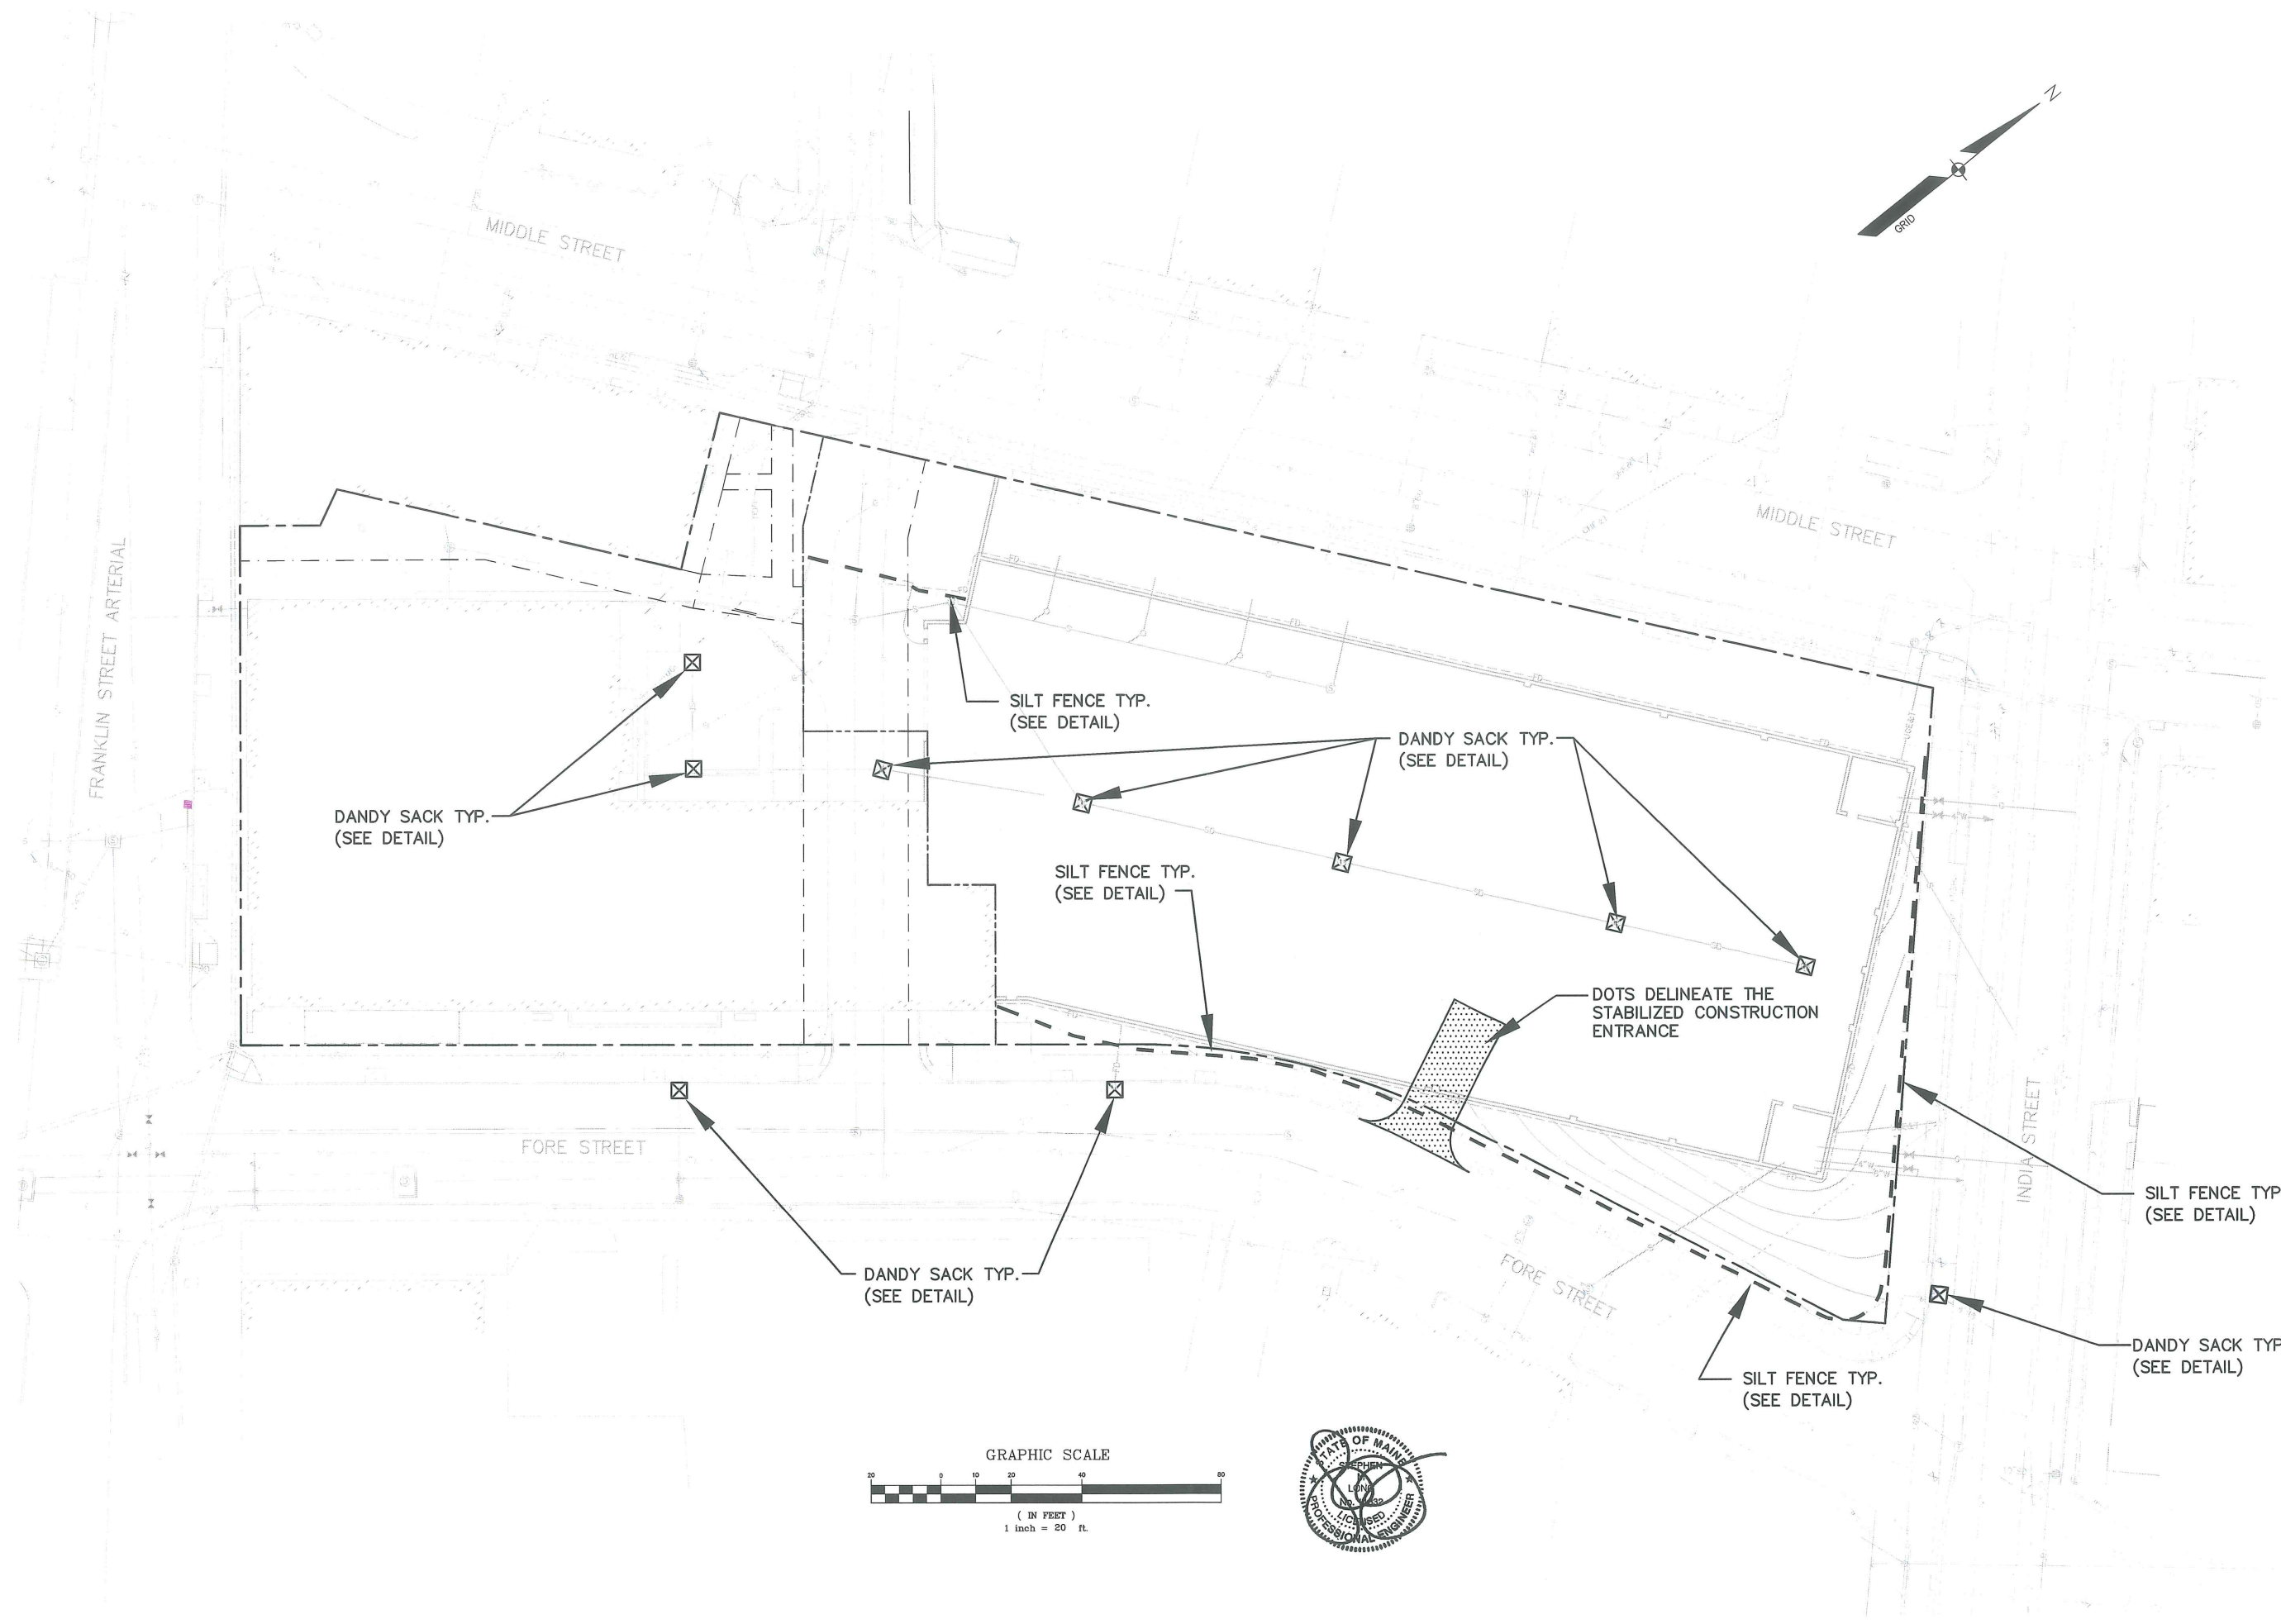 N
GRID
MIDDLE STREET
MIDDLE STREET
FRANKLIN STREET ARTERIAL
SILT FENCE TYP.
(SEE DETAIL)
DANDY SACK TYP.
(SEE DETAIL)
DANDY SACK TYP.
(SEE DETAIL)
SILT FENCE TYP.
(SEE DETAIL)
DOTS DELINEATE THE
STABILIZED CONSTRUCTION
ENTRANCE
FORE STREET
INDIA STREET
SILT FENCE TYP
(SEE DETAIL)
DANDY SACK TYP.
(SEE DETAIL)
FORE STREET
DANDY SACK TYP
(SEE DETAIL)
SILT FENCE TYP.
(SEE DETAIL)
GRAPHIC SCALE
20 0 10 20 40 80
( IN FEET )
1 inch = 20 ft.
STATE OF MAINE
STEPHEN
LONG
No.
LICENSED
PROFESSIONAL ENGINEER